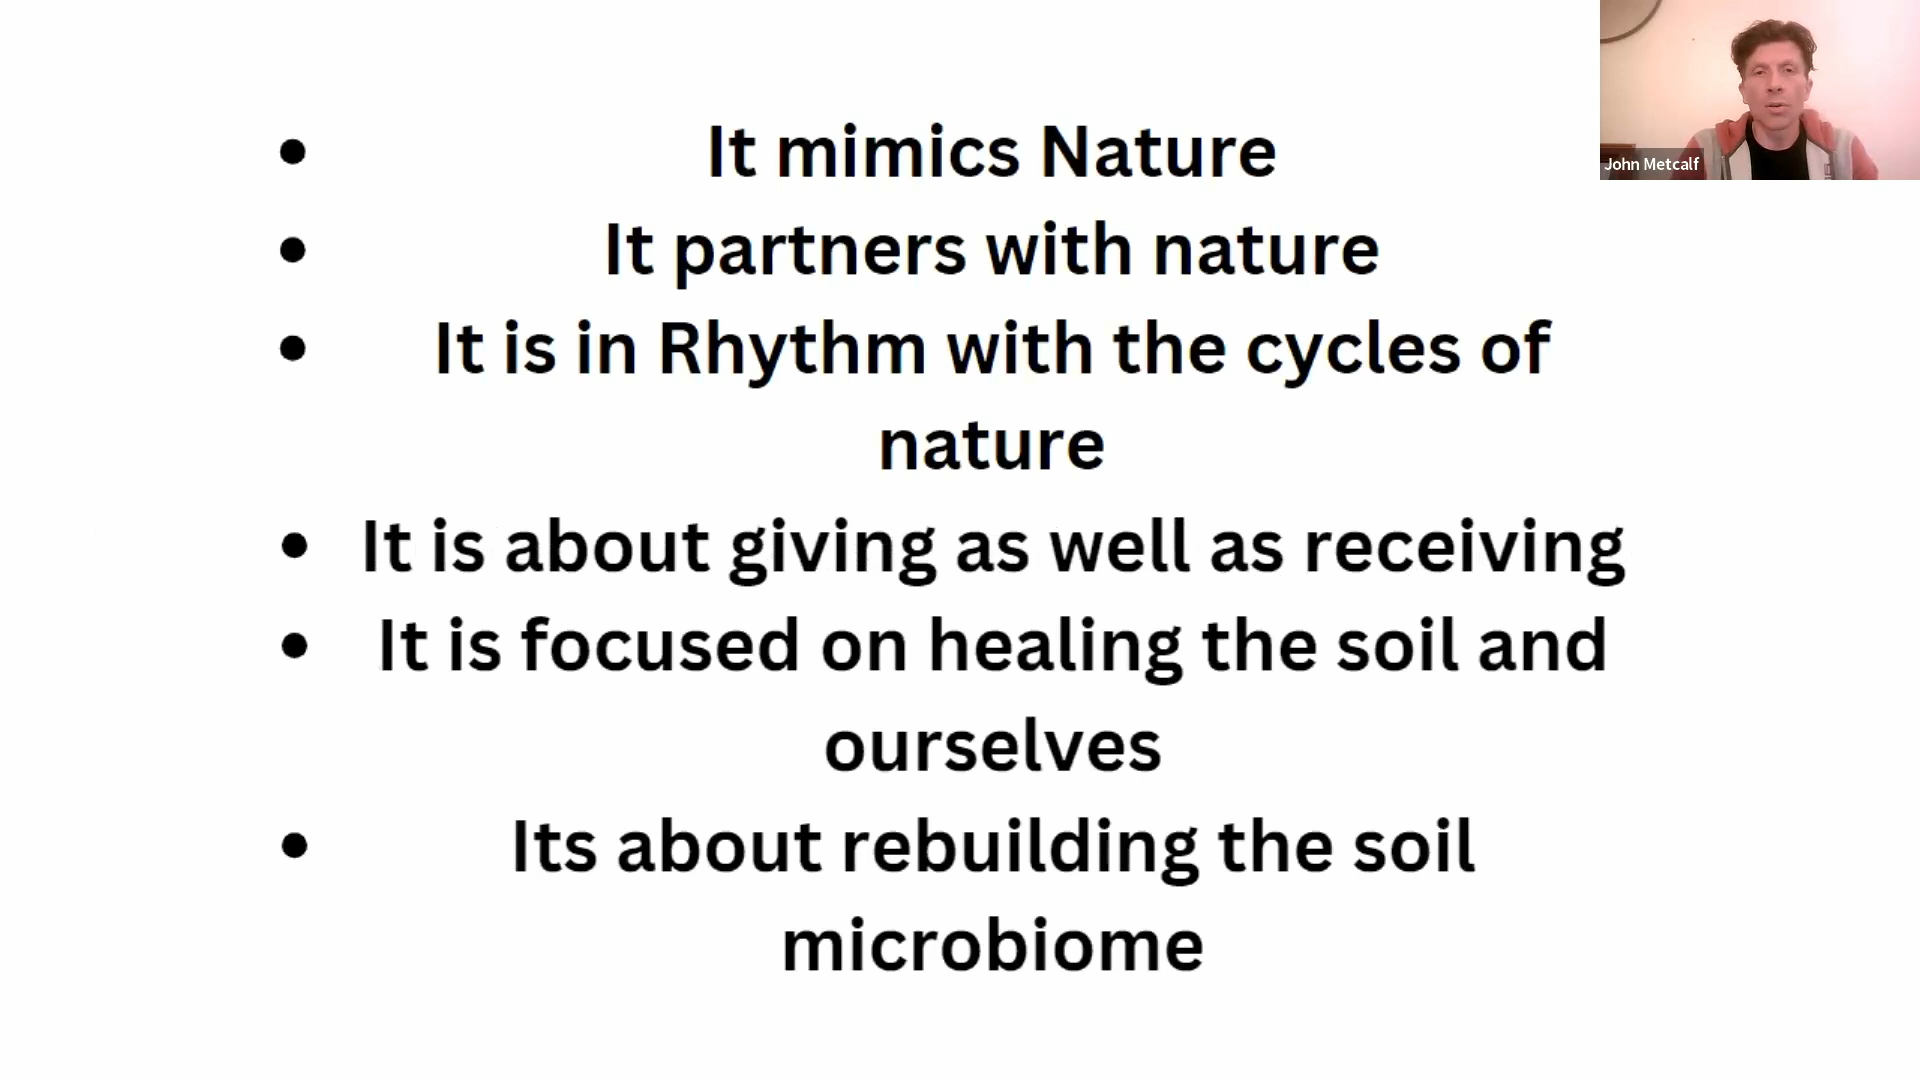 • It mimics Nature
• It partners with nature
• It is in Rhythm with the cycles of
nature
• It is about giving as well as receiving
• It is focused on healing the soil and
ourselves
• Its about rebuilding the soil
microbiome
John Metcalf